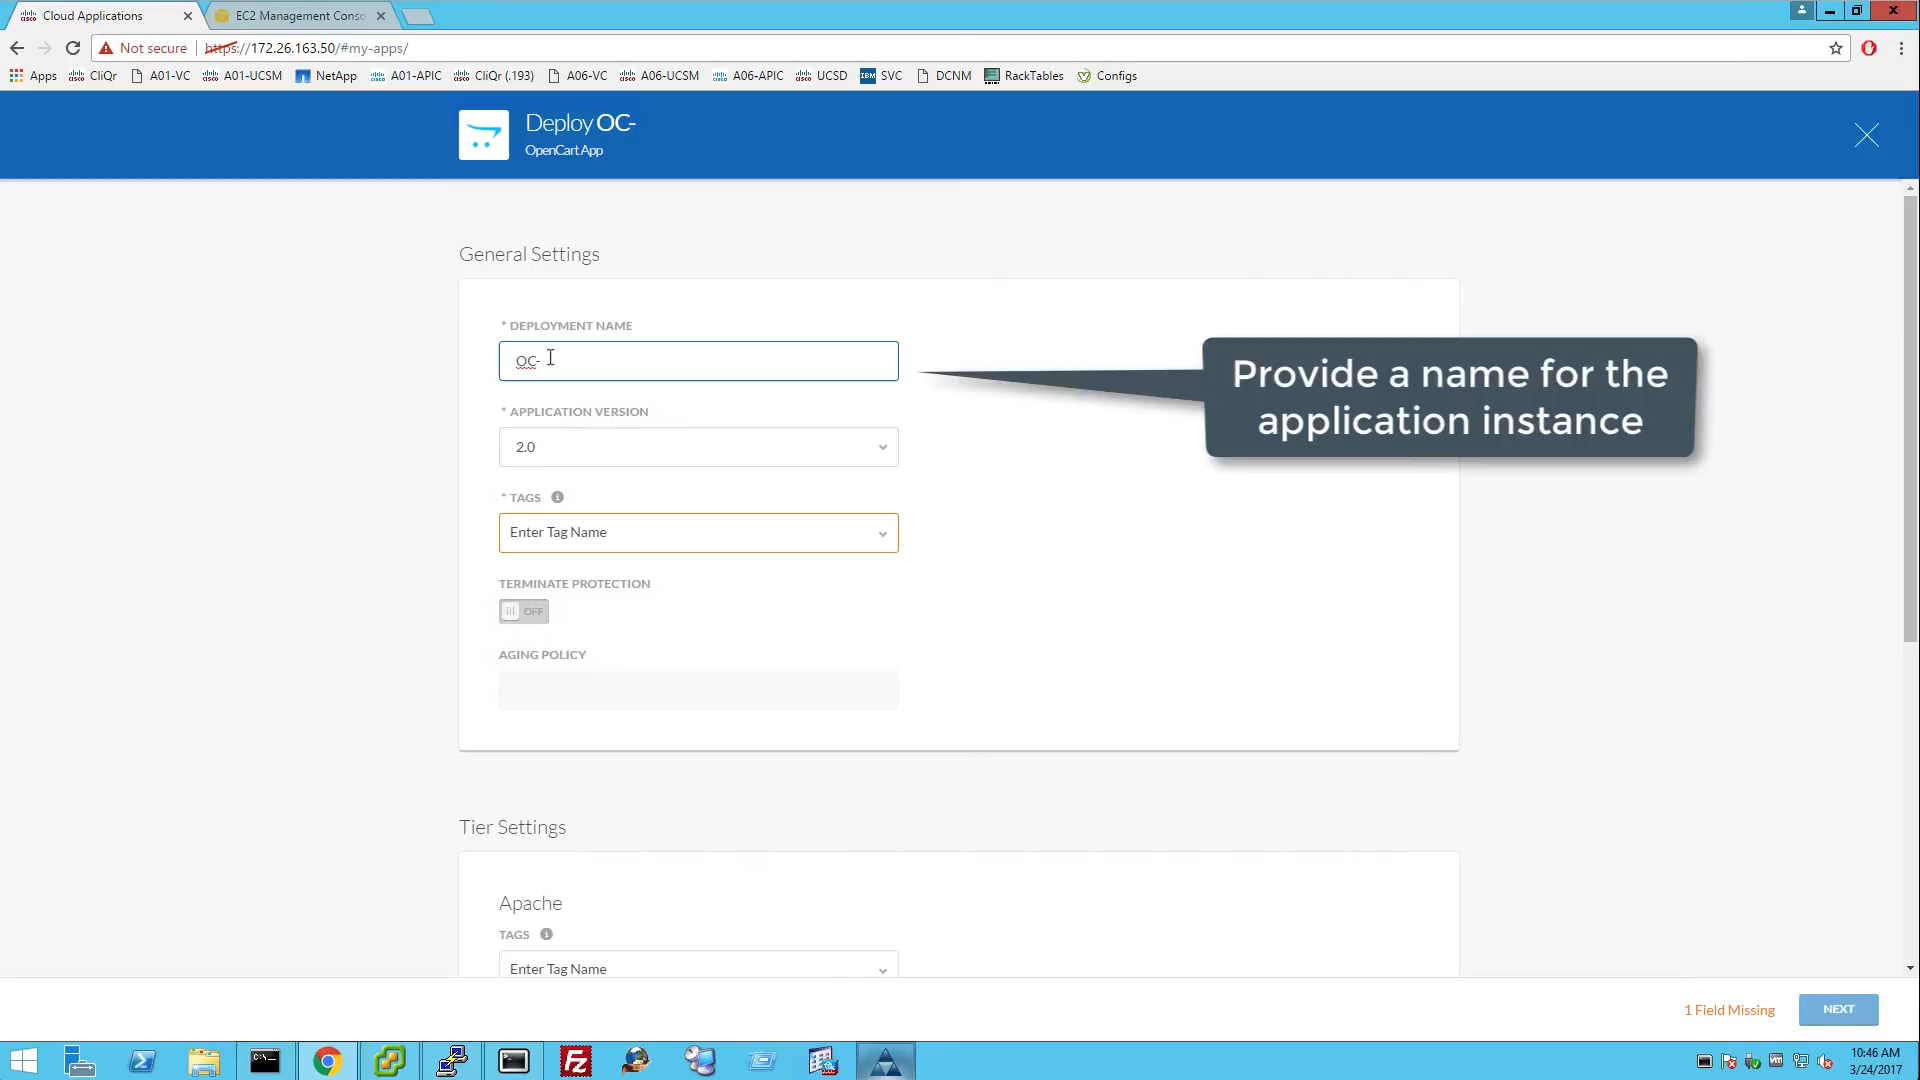 Cloud Applications
EC2 Management Conso
Not secure
https://172.26.163.50/#my-apps/
Apps
CliQr
A01-VC
A01-UCSM
NetApp
A01-APIC
CliQr (.193)
A06-VC
A06-UCSM
A06-APIC
UCSD
IBM
SVC
DCNM
RackTables
Configs
Deploy OC-
OpenCart App
General Settings
* DEPLOYMENT NAME
OC-
Provide a name for the
application instance
* APPLICATION VERSION
2.0
* TAGS
Enter Tag Name
TERMINATE PROTECTION
OFF
AGING POLICY
Tier Settings
Apache
TAGS
Enter Tag Name
1 Field Missing
NEXT
10:46 AM
3/24/2017